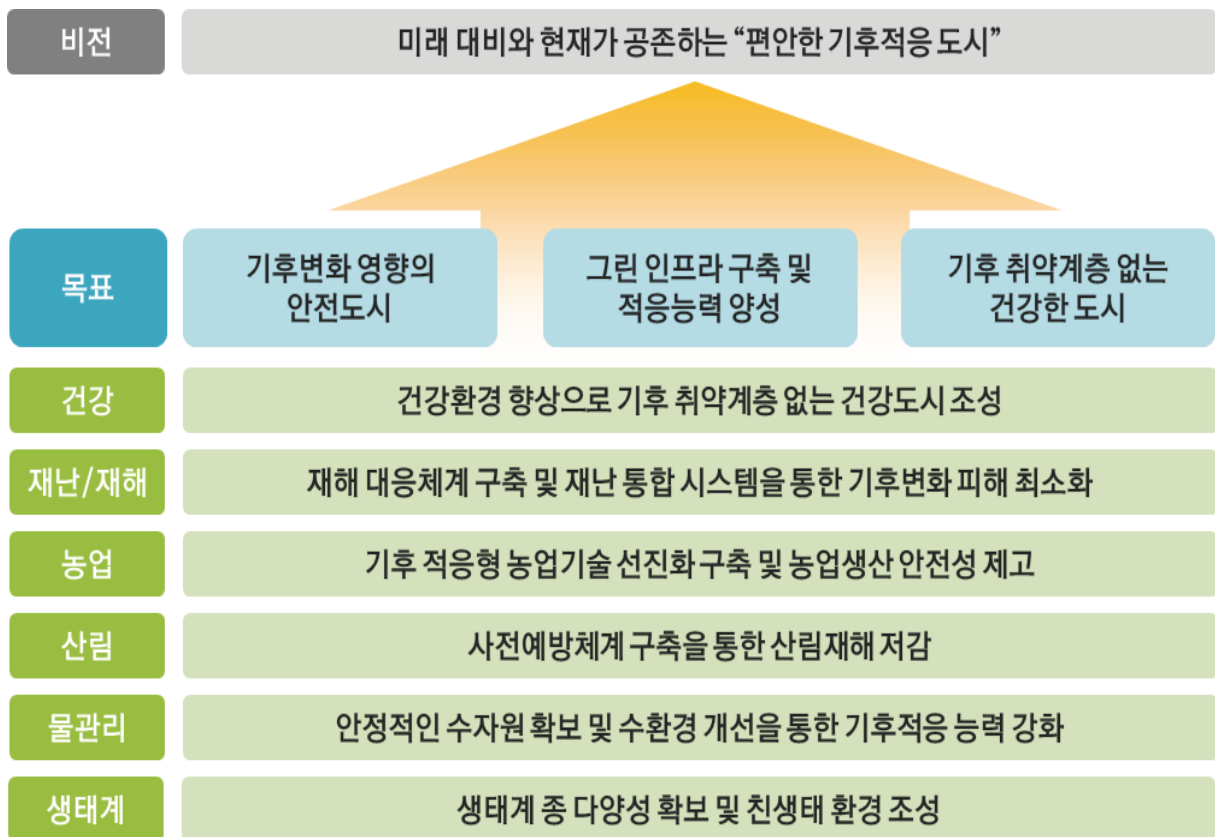 비전
미래 대비와 현재가 공존하는 “편안한 기후적응 도시”
목표
기후변화 영향의
안전도시
그린 인프라 구축 및
적응능력 양성
기후 취약계층 없는
건강한 도시
건강
건강환경 향상으로 기후 취약계층 없는 건강도시 조성
재난/재해
재해 대응체계 구축 및 재난 통합 시스템을 통한 기후변화 피해 최소화
농업
기후 적응형 농업기술 선진화 구축 및 농업생산 안전성 제고
산림
사전예방체계 구축을 통한 산림재해 저감
물관리
안정적인 수자원 확보 및 수환경 개선을 통한 기후적응 능력 강화
생태계
생태계 종 다양성 확보 및 친생태 환경 조성